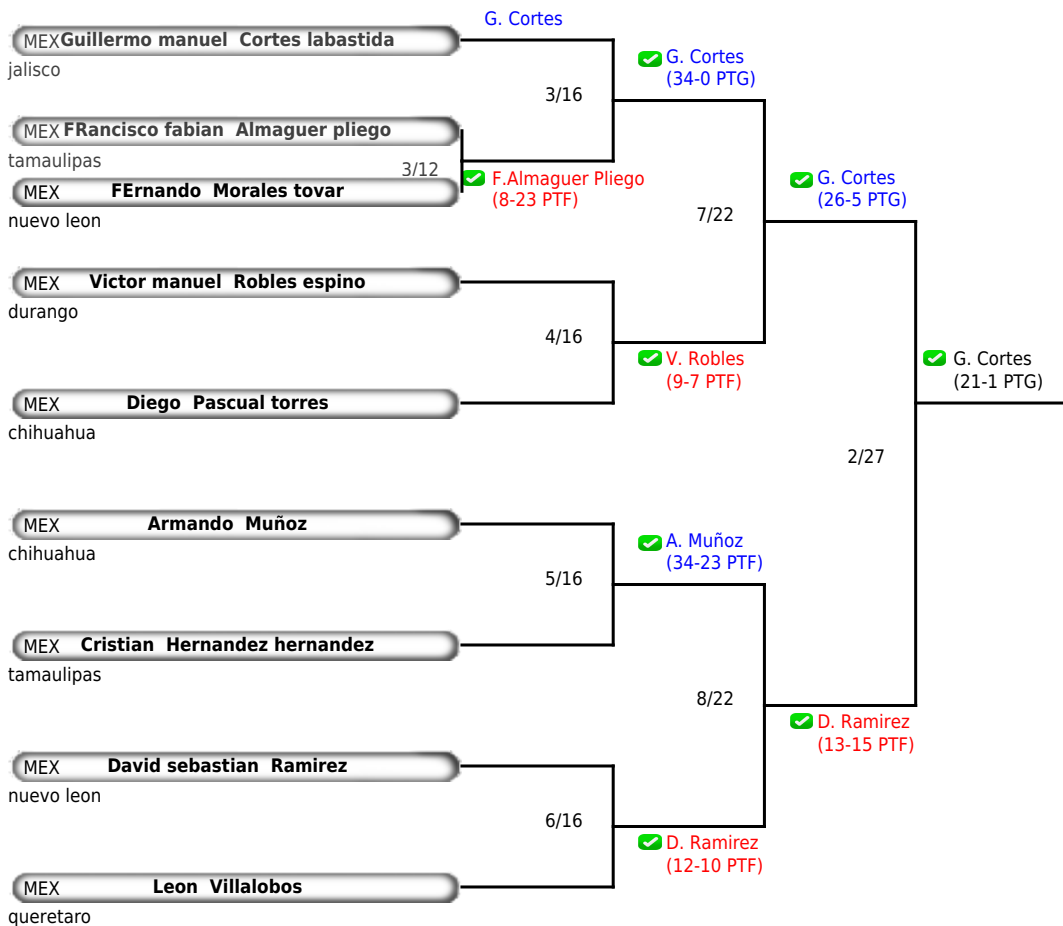 G. Cortes
MEX Guillermo manuel Cortes labastida
jalisco
G. Cortes
(34-0 PTG)
3/16
MEX FRancisco fabian Almaguer pliego
tamaulipas
3/12
F.Almaguer Pliego
(8-23 PTF)
MEX FErnando Morales tovar
nuevo leon
G. Cortes
(26-5 PTG)
7/22
MEX Victor manuel Robles espino
durango
4/16
V. Robles
(9-7 PTF)
G. Cortes
(21-1 PTG)
MEX Diego Pascual torres
chihuahua
2/27
MEX Armando Muñoz
chihuahua
A. Muñoz
(34-23 PTF)
5/16
MEX Cristian Hernandez hernandez
tamaulipas
8/22
D. Ramirez
(13-15 PTF)
MEX David sebastian Ramirez
nuevo leon
6/16
D. Ramirez
(12-10 PTF)
MEX Leon Villalobos
queretaro